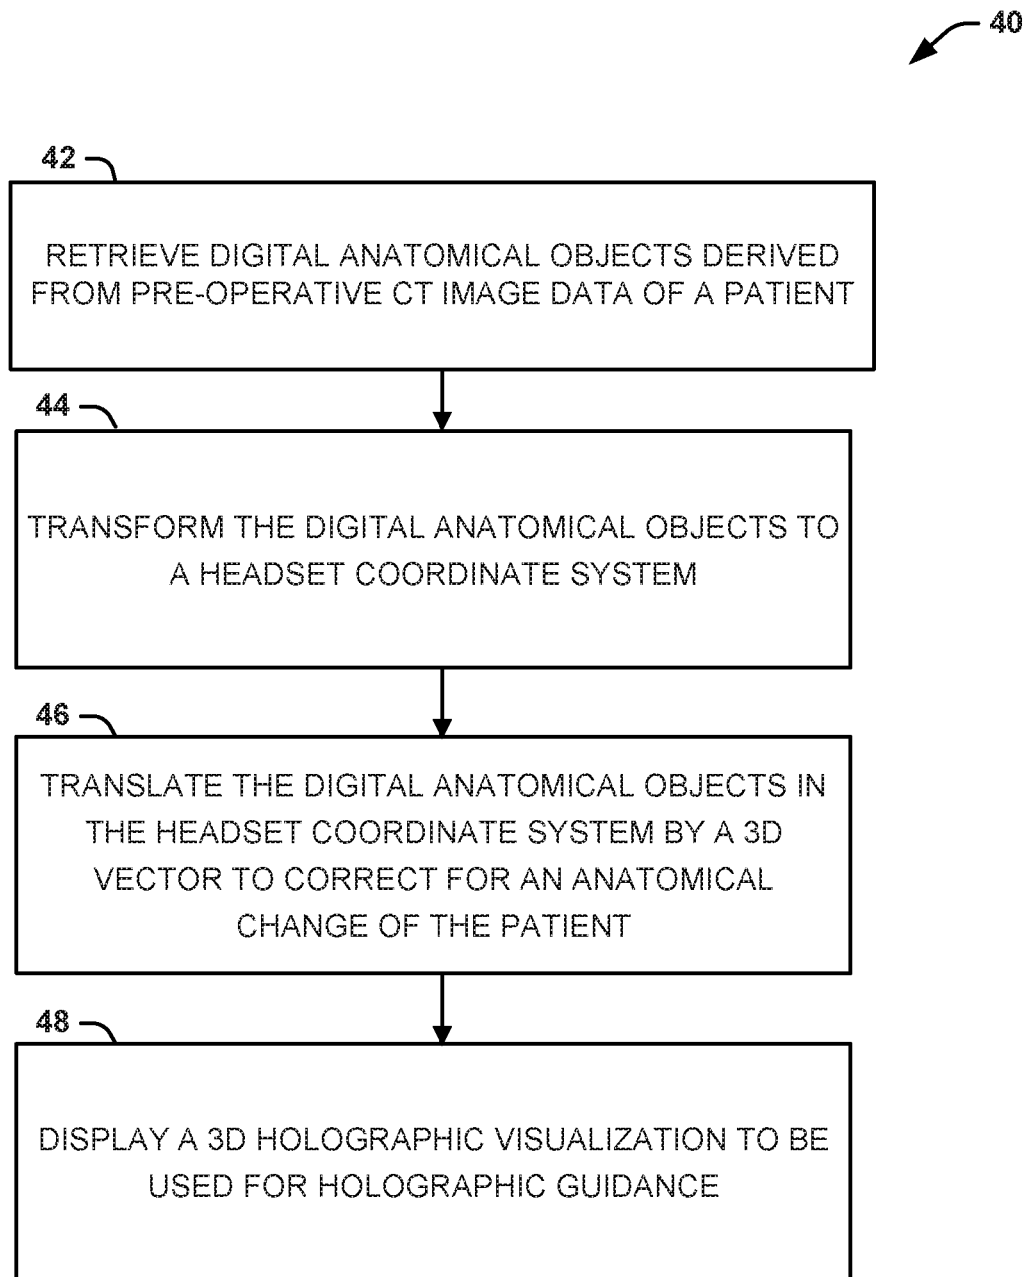 40
42
RETRIEVE DIGITAL ANATOMICAL OBJECTS DERIVED
FROM PRE-OPERATIVE CT IMAGE DATA OF A PATIENT
44
TRANSFORM THE DIGITAL ANATOMICAL OBJECTS TO
A HEADSET COORDINATE SYSTEM
46
TRANSLATE THE DIGITAL ANATOMICAL OBJECTS IN
THE HEADSET COORDINATE SYSTEM BY A 3D
VECTOR TO CORRECT FOR AN ANATOMICAL
CHANGE OF THE PATIENT
48
DISPLAY A 3D HOLOGRAPHIC VISUALIZATION TO BE
USED FOR HOLOGRAPHIC GUIDANCE